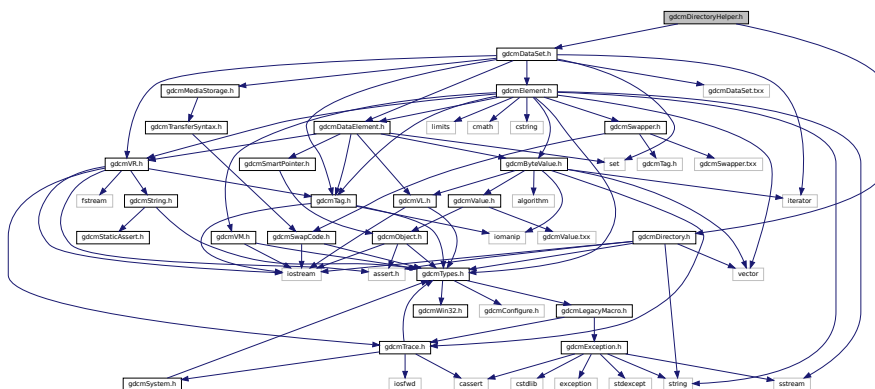 gdcmDirectoryHelper.h
gdcmDataSet.h
gdcmMediaStorage.h
gdcmElement.h
gdcmDataSet.txx
gdcmTransferSyntax.h
gdcmDataElement.h
limits
cmath
cstring
gdcmSwapper.h
gdcmVR.h
gdcmSmartPointer.h
gdcmByteValue.h
set
gdcmTag.h
gdcmSwapper.txx
fstream
gdcmString.h
gdcmTag.h
gdcmVL.h
gdcmValue.h
algorithm
iterator
gdcmStaticAssert.h
gdcmVM.h
gdcmSwapCode.h
gdcmObject.h
iomanip
gdcmValue.txx
gdcmDirectory.h
iostream
assert.h
gdcmTypes.h
vector
gdcmWin32.h
gdcmConfigure.h
gdcmLegacyMacro.h
gdcmTrace.h
gdcmException.h
gdcmSystem.h
iosfwd
cassert
cstdlib
exception
stdexcept
string
sstream